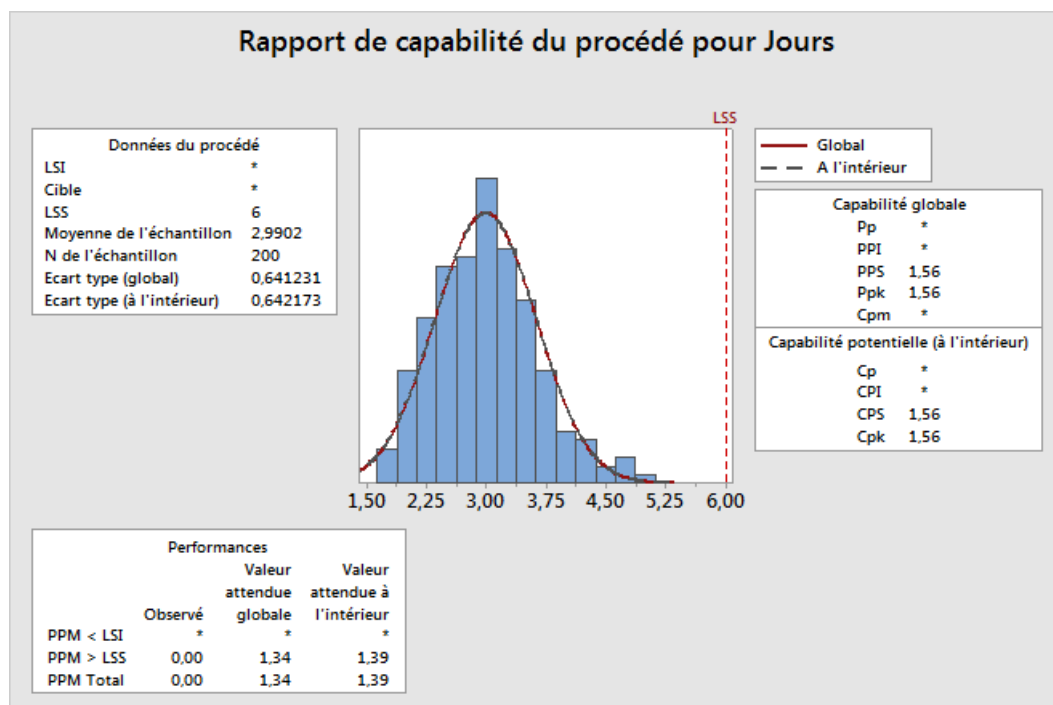 Rapport de capabilité du procédé pour Jours
Données du procédé
LSI *
Cible *
LSS 6
Moyenne de l'échantillon 2,9902
N de l'échantillon 200
Ecart type (global) 0,641231
Ecart type (à l'intérieur) 0,642173
LSS
Global
A l'intérieur
Capabilité globale
Pp *
PPI *
PPS 1,56
Ppk 1,56
Cpm *
Capabilité potentielle (à l'intérieur)
Cp *
CPI *
CPS 1,56
Cpk 1,56
1,50 2,25 3,00 3,75 4,50 5,25 6,00
Performances
Valeur Valeur
attendue attendue à
Observé globale l'intérieur
PPM < LSI * * *
PPM > LSS 0,00 1,34 1,39
PPM Total 0,00 1,34 1,39